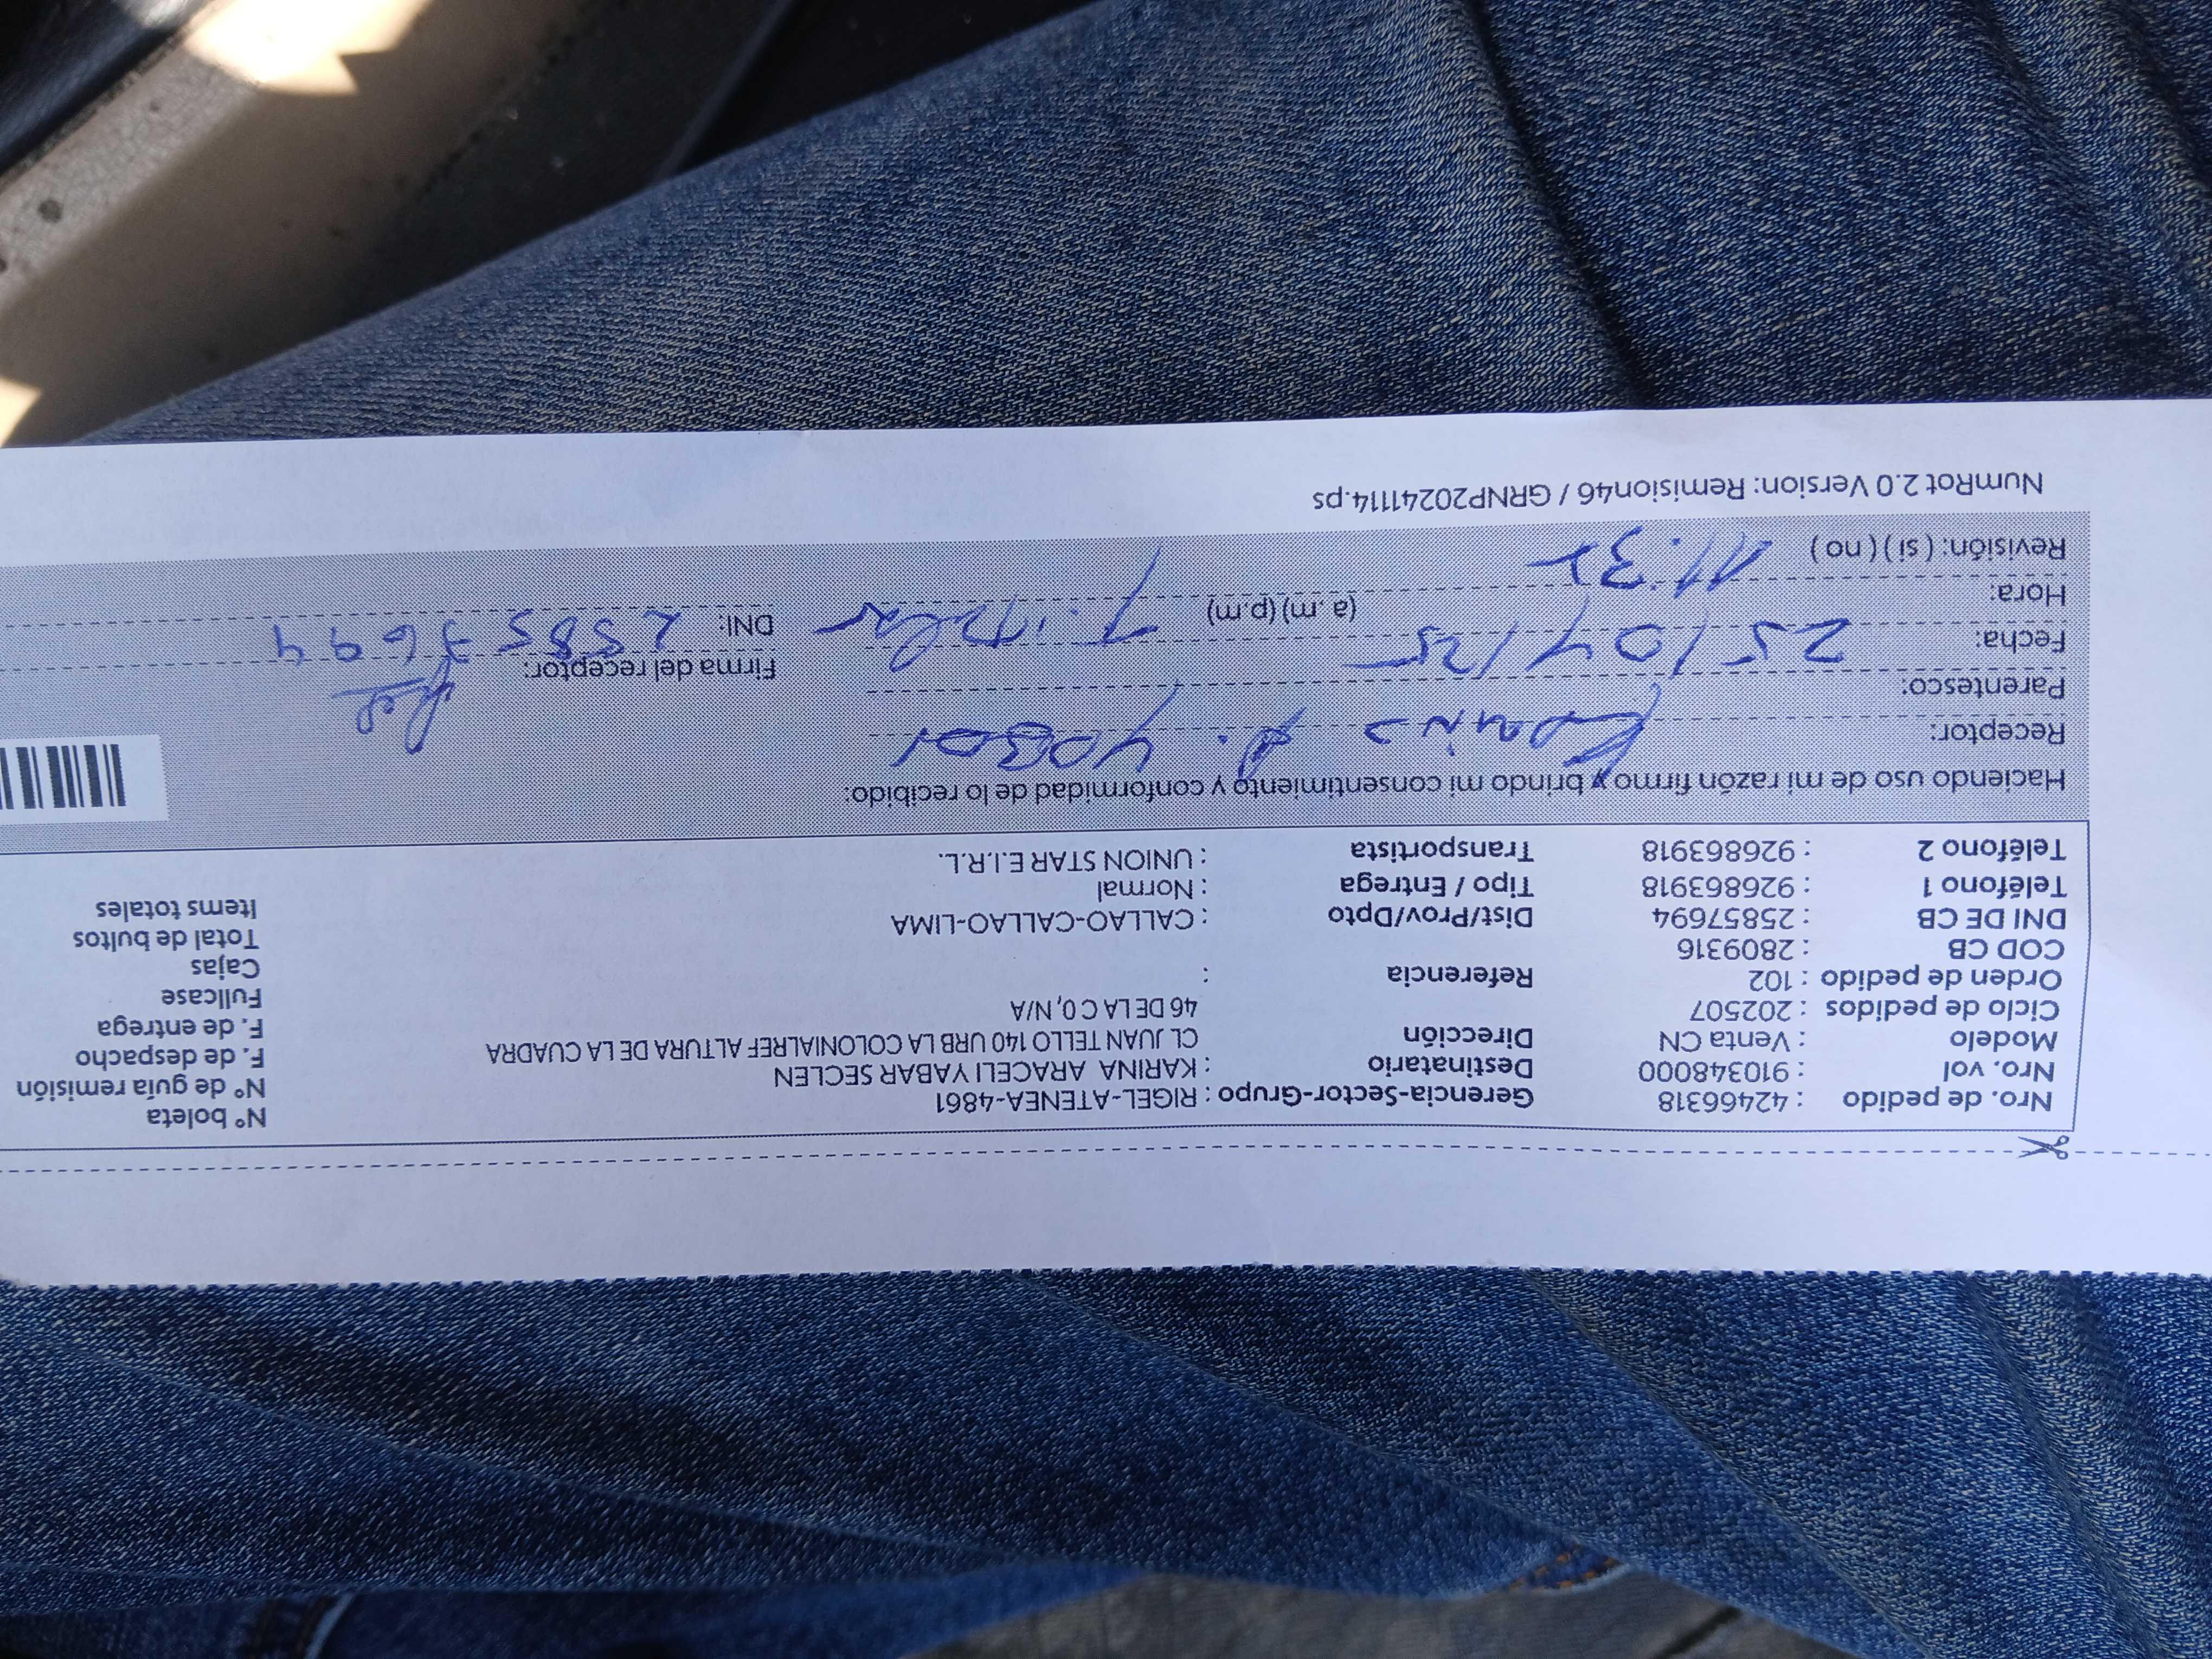 Nro. de pedido : 42466318 Gerencia-Sector-Grupo : RIGEL-ATENEA-4861 N° boleta
Nro. vol : 910348000 Destinatario : KARINA ARACELI YABAR SECLEN N° de guía remisión
Modelo : Venta CN Dirección CL JUAN TELLO 140 URB LA COLONIALREF ALTURA DE LA CUADRA F. de despacho
Ciclo de pedidos : 202507 46 DE LA C0, N/A F. de entrega
Orden de pedido : 102 Referencia : Fullcase
COD CB : 2809316 Cajas
DNI DE CB : 25857694 Dist/Prov/Dpto : CALLAO-CALLAO-LIMA Total de bultos
Teléfono 1 : 926863918 Tipo / Entrega : Normal Items totales
Teléfono 2 : 926863918 Transportista : UNION STAR E.I.R.L.
Haciendo uso de mi razón firmo y brindo mi consentimiento y conformidad de lo recibido:
Receptor: Karina A. Yabar
Parentesco:
Firma del receptor:
Fecha: 25/04/25
Hora: 11:32 (a. m) (p.m) DNI: 25857694
Revisión: ( si ) ( no )
NumRot 2.0 Version: Remision46 / GRNP20241114.ps